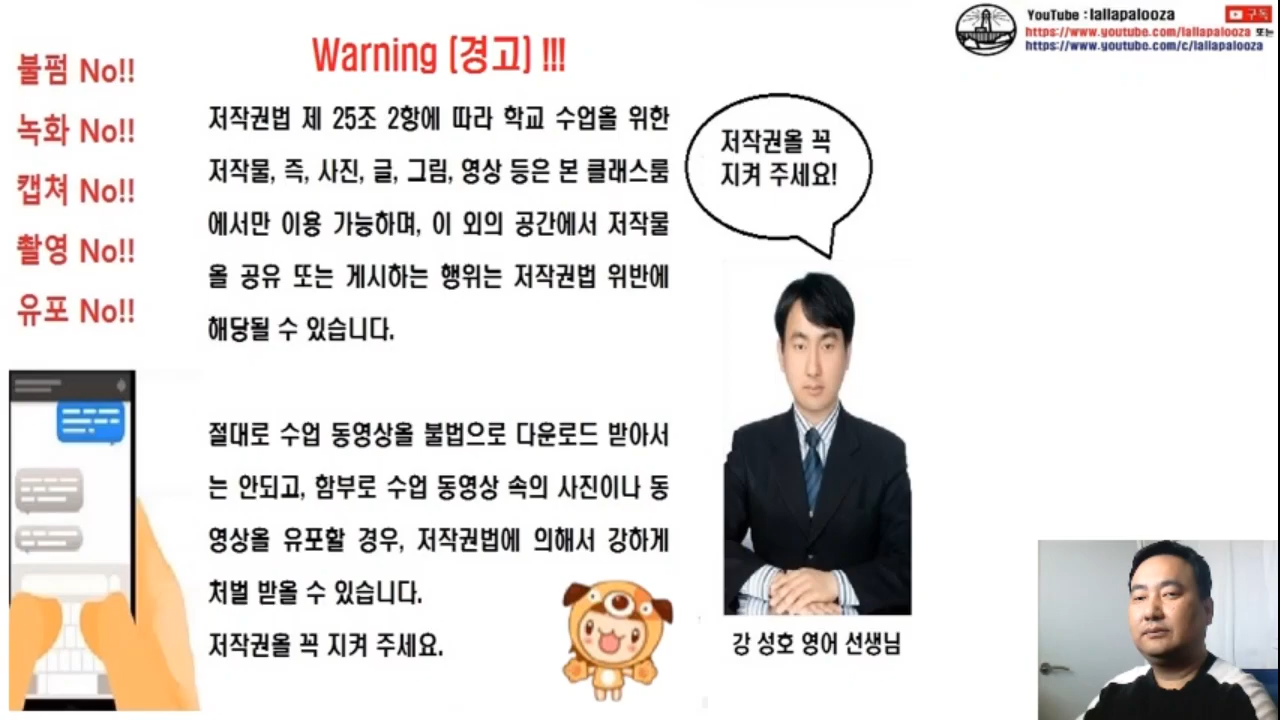 불펌 No!!
녹화 No!!
캡쳐 No!!
촬영 No!!
유포 No!!
Warning (경고) !!!
저작권법 제 25조 2항에 따라 학교 수업을 위한
저작물, 즉, 사진, 글, 그림, 영상 등은 본 클래스룸
에서만 이용 가능하며, 이 외의 공간에서 저작물
을 공유 또는 게시하는 행위는 저작권법 위반에
해당될 수 있습니다.
절대로 수업 동영상을 불법으로 다운로드 받아서
는 안되고, 함부로 수업 동영상 속의 사진이나 동
영상을 유포할 경우, 저작권법에 의해서 강하게
처벌 받을 수 있습니다.
저작권을 꼭 지켜 주세요.
저작권을 꼭
지켜 주세요!
강 성호 영어 선생님
YouTube : lallapalooza
구독
https://www.youtube.com/lallapalooza 또는
https://www.youtube.com/c/lallapalooza